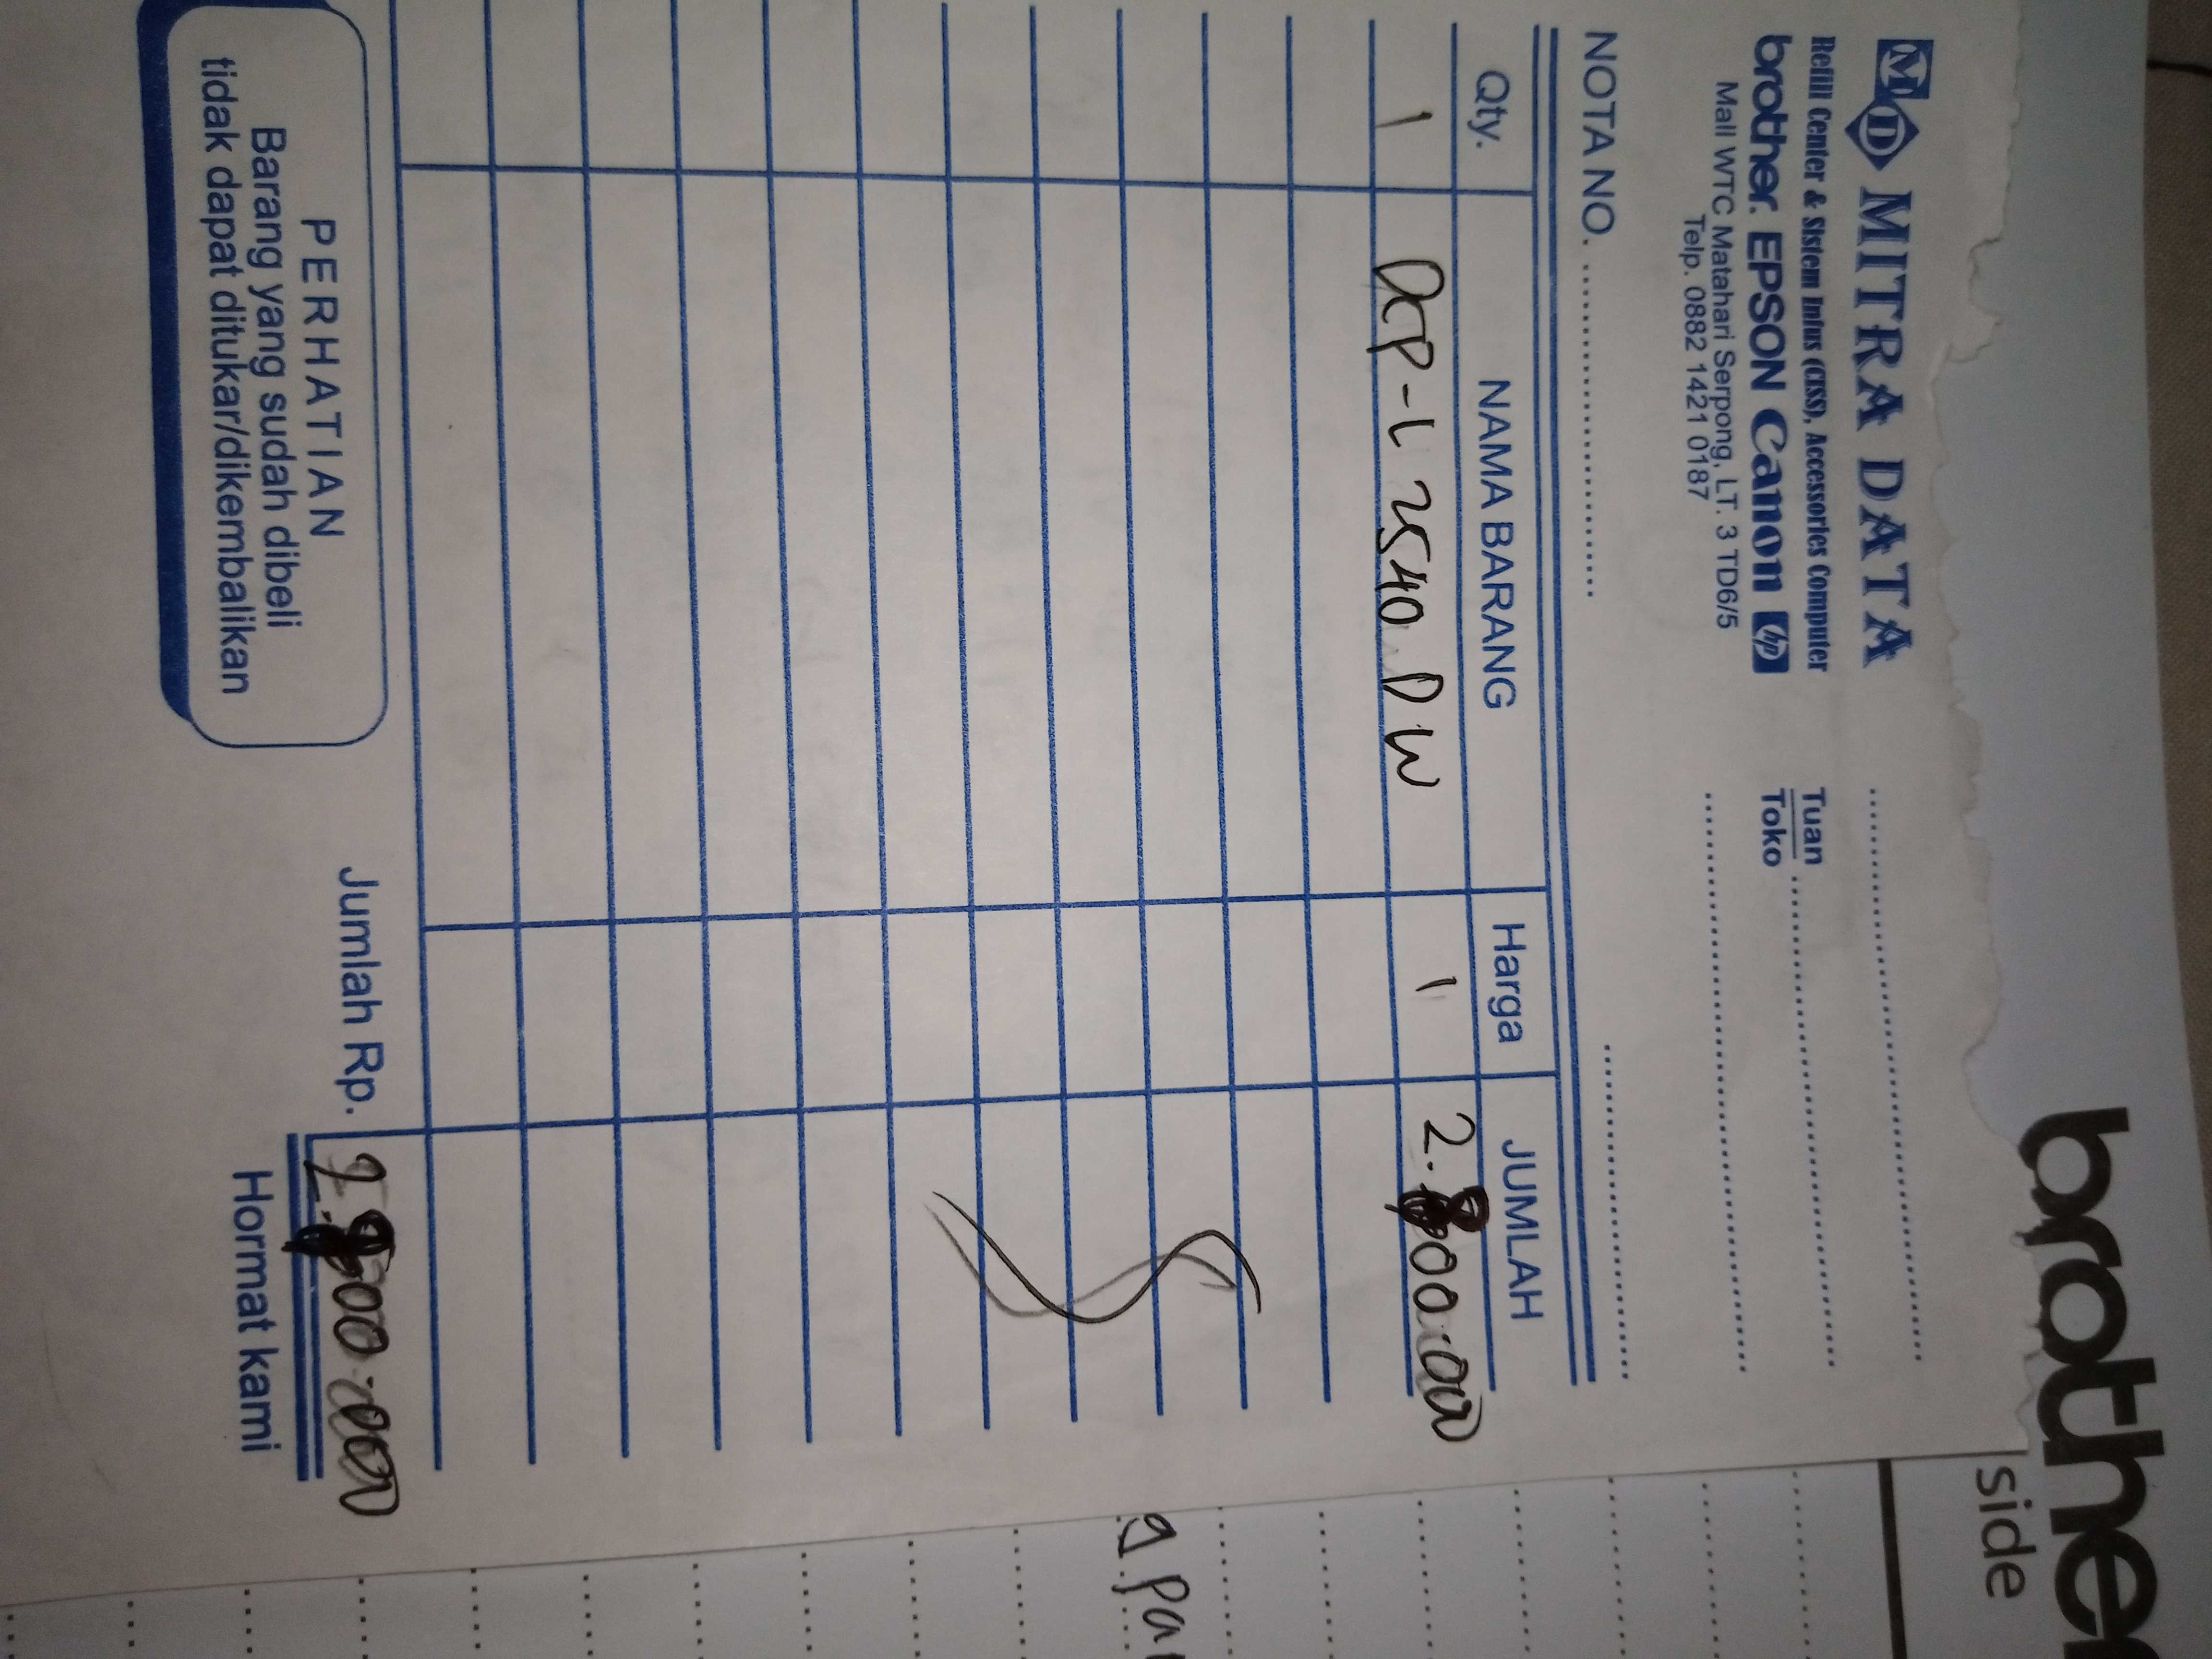 MD MITRA DATA
Refill Center & Sistem Infus (CISS), Accessories Computer
brother. EPSON Canon hp
Mall WTC Matahari Serpong, LT. 3 TD6/5
Telp. 0882 1421 0187
Tuan
Toko
NOTA NO.
Qty. NAMA BARANG Harga JUMLAH
1 DCP-L 2540 DW 1 2.800.000
Jumlah Rp. 2.800.000
PERHATIAN
Barang yang sudah dibeli
tidak dapat ditukar/dikembalikan
Hormat kami
brother
side
g.pa